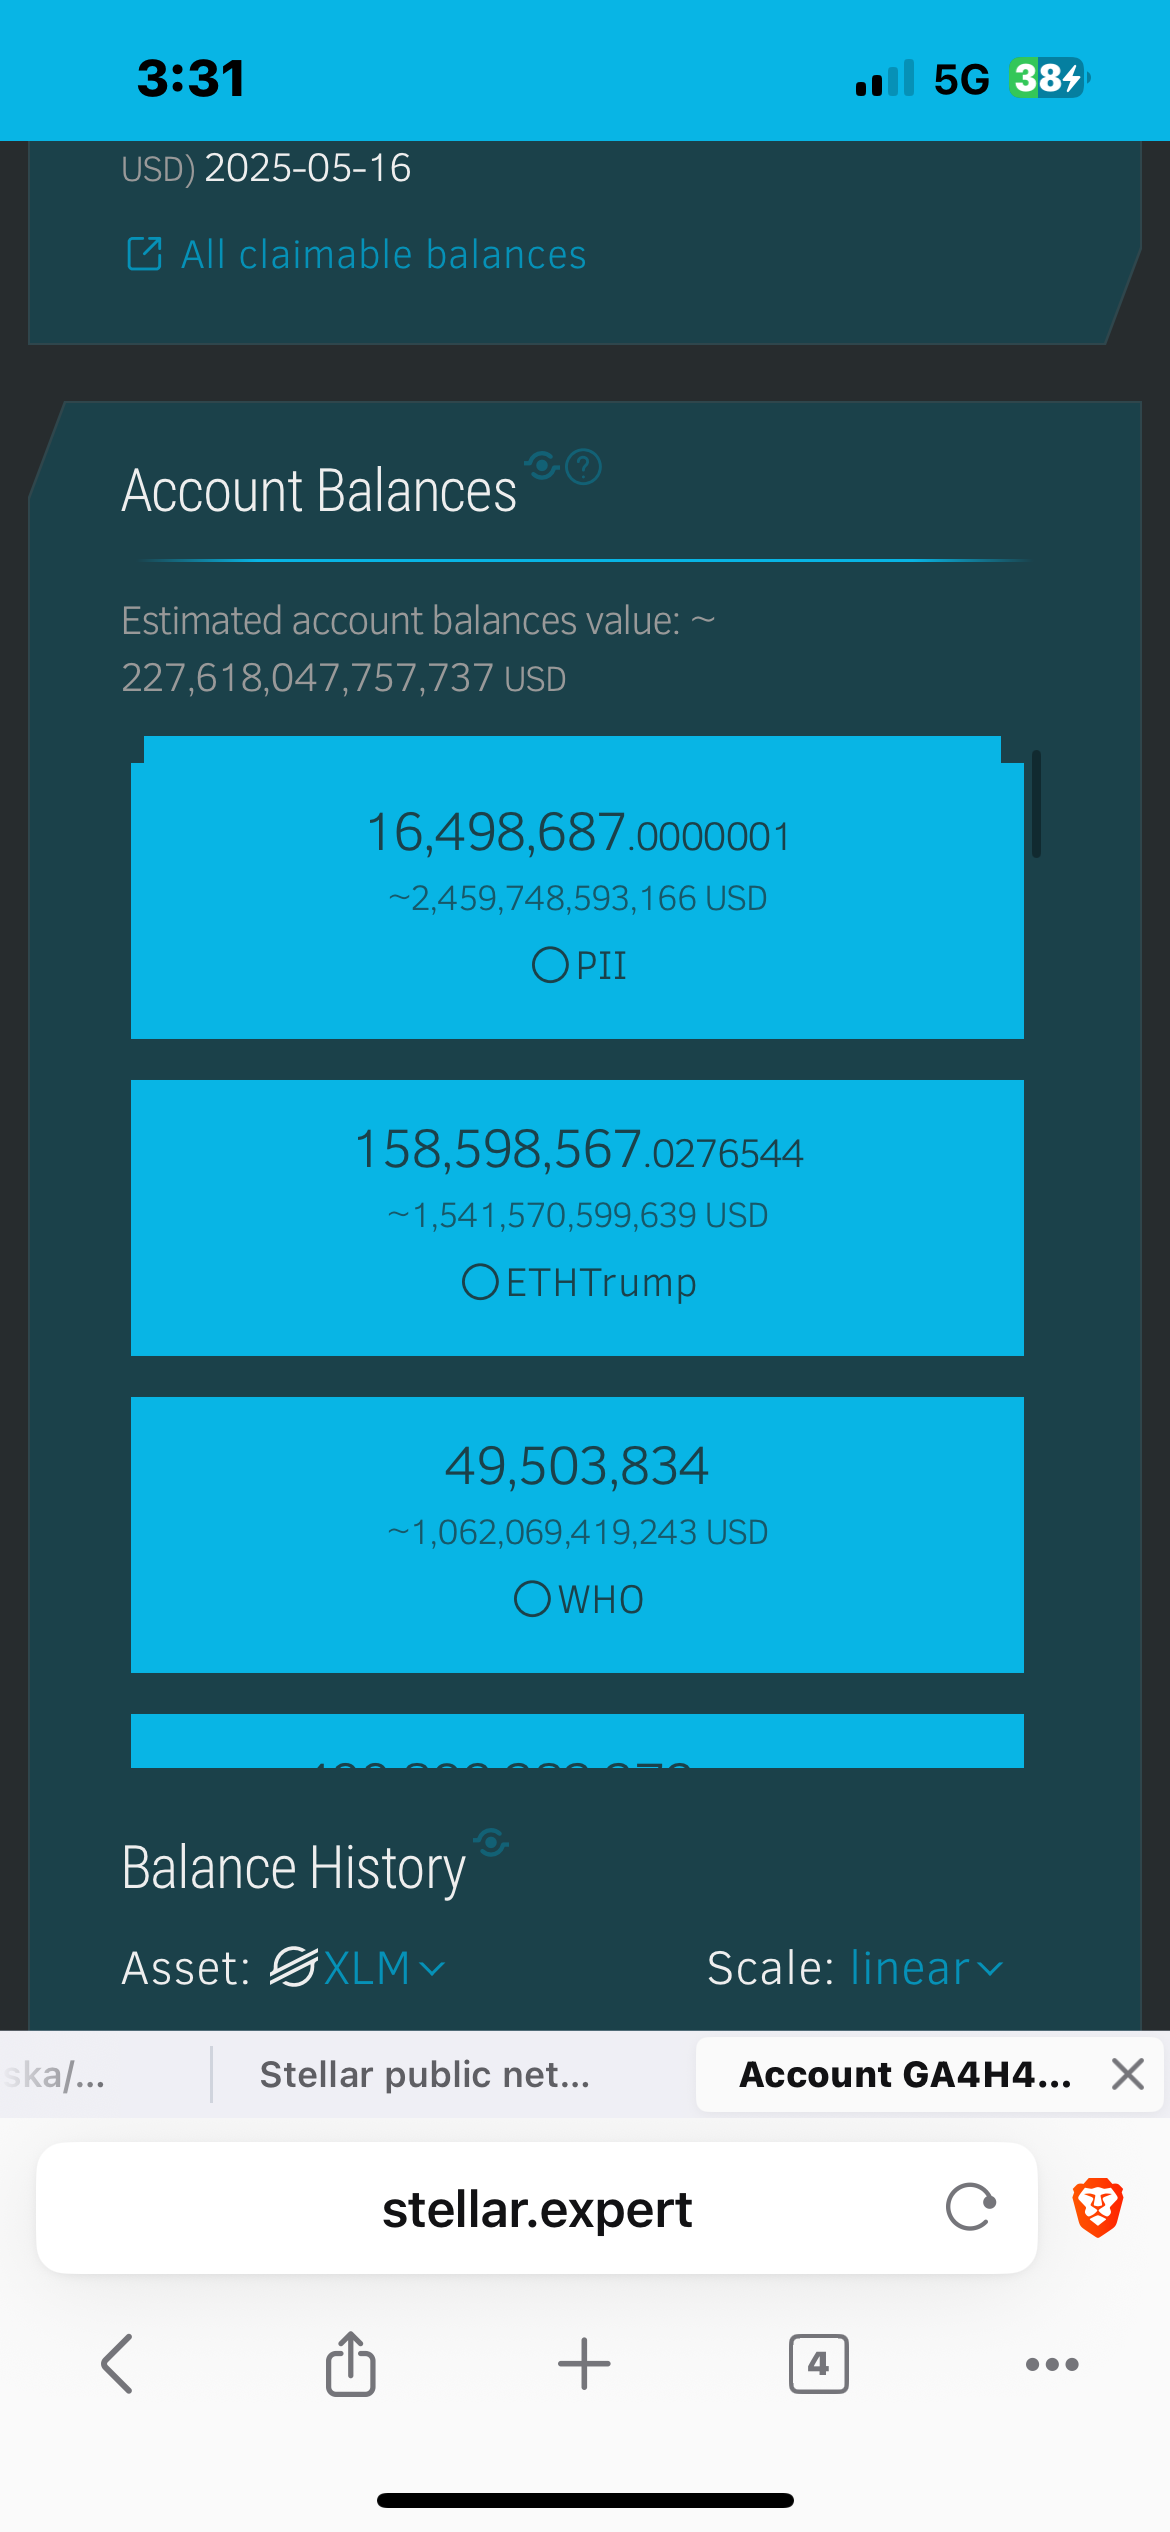 3:31
5G 38
USD) 2025-05-16
All claimable balances
Account Balances
Estimated account balances value: ~
227,618,047,757,737 USD
16,498,687.0000001
~2,459,748,593,166 USD
PII
158,598,567.0276544
~1,541,570,599,639 USD
ETHTrump
49,503,834
~1,062,069,419,243 USD
WHO
Balance History
Asset: XLM Scale: linear
ska/... Stellar public net... Account GA4H4...
stellar.expert
4